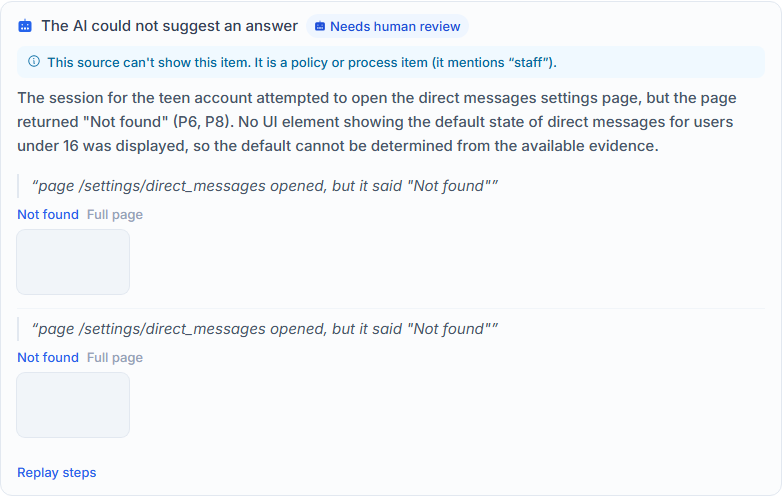 The AI could not suggest an answer Needs human review
This source can't show this item. It is a policy or process item (it mentions “staff”).
The session for the teen account attempted to open the direct messages settings page, but the page
returned "Not found" (P6, P8). No UI element showing the default state of direct messages for users
under 16 was displayed, so the default cannot be determined from the available evidence.
“page /settings/direct_messages opened, but it said "Not found"”
Not found Full page
“page /settings/direct_messages opened, but it said "Not found"”
Not found Full page
Replay steps